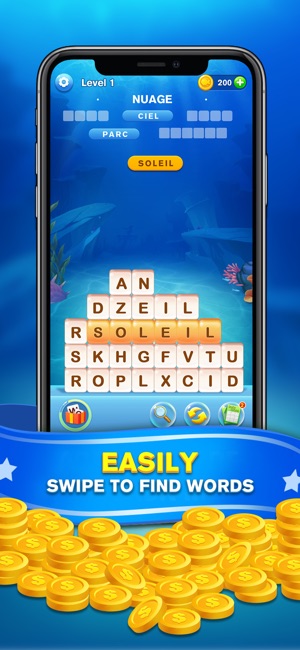 Level 1
200 +
NUAGE
CIEL
PARC
SOLEIL
A N
D Z E I L
R S O L E I L
S K H G F V T U
R O P L X C I D
EASILY
SWIPE TO FIND WORDS